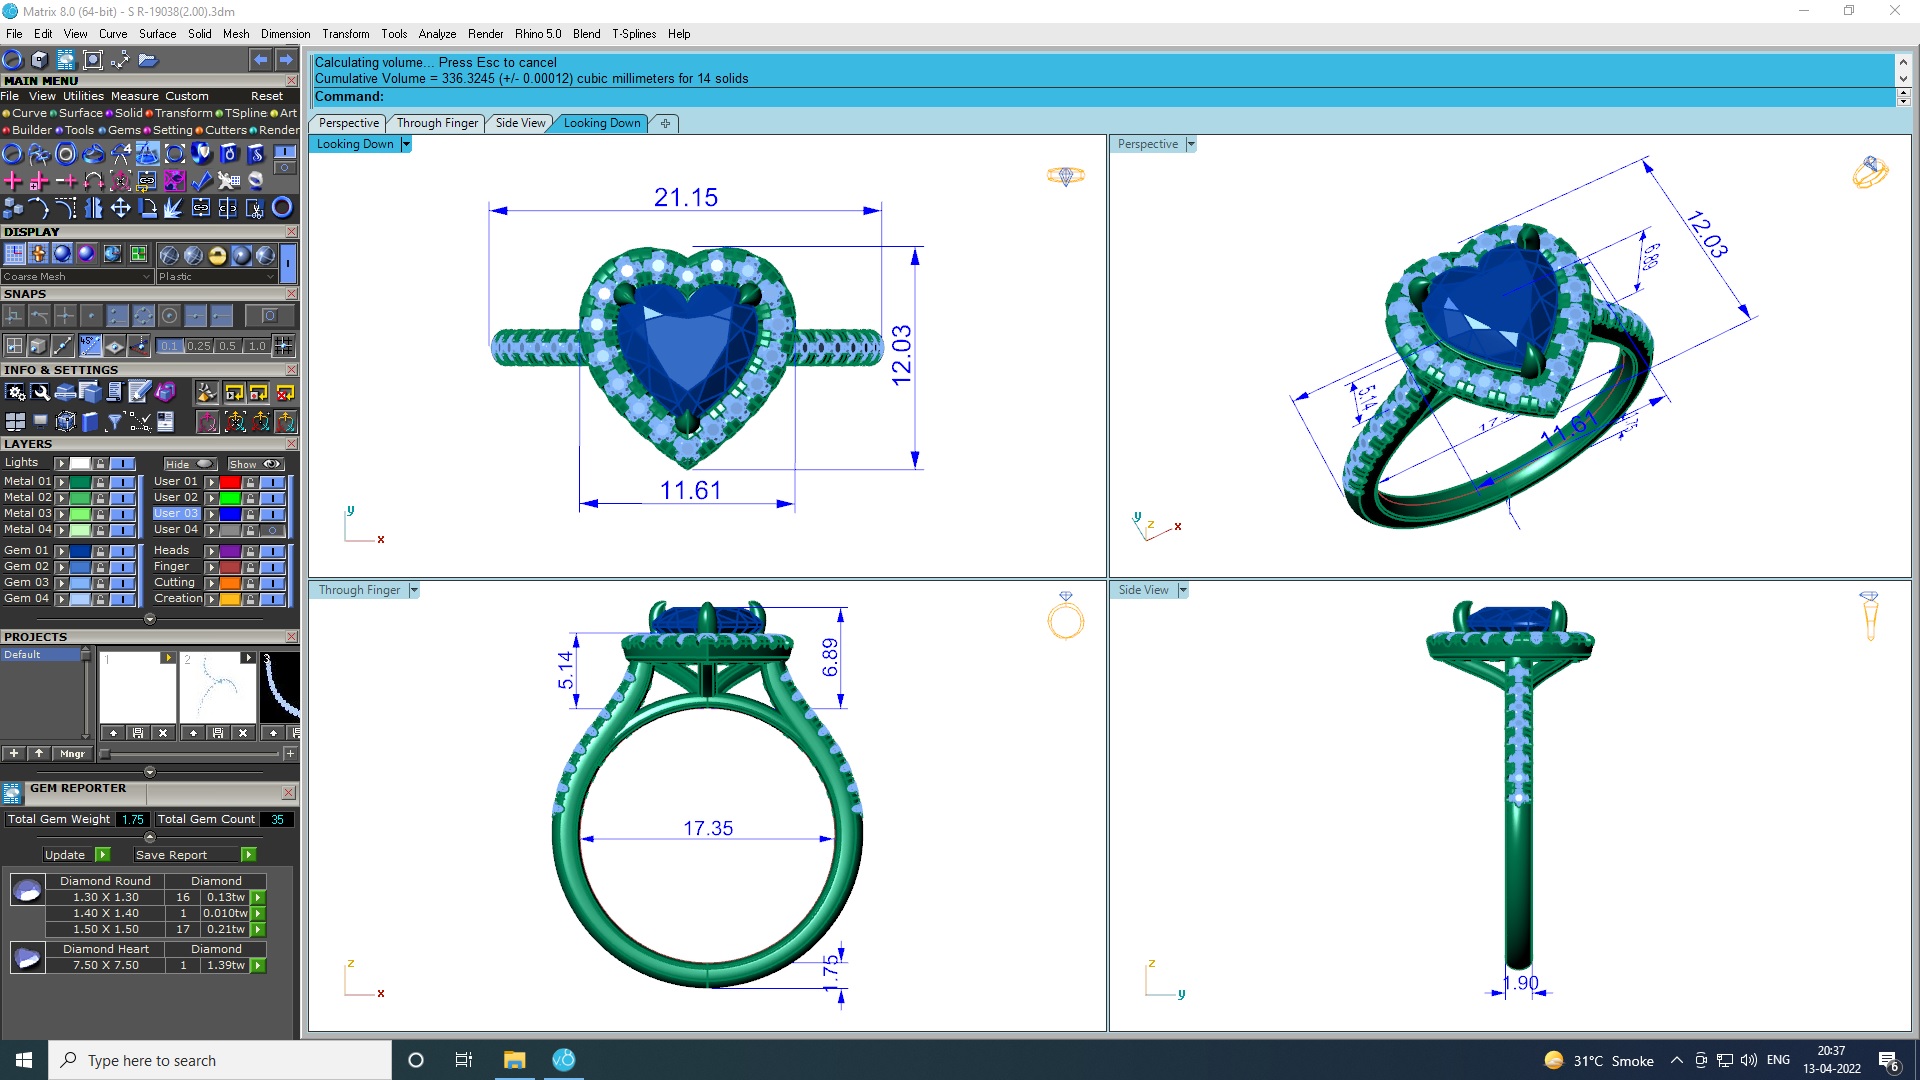 Matrix 8.0 (64-bit) - S R-19038(2.00).3dm
File Edit View Curve Surface Solid Mesh Dimension Transform Tools Analyze Render Rhino 5.0 Blend T-Splines Help
Calculating volume... Press Esc to cancel
Cumulative Volume = 336.3245 (+/- 0.00012) cubic millimeters for 14 solids
Command:
MAIN MENU
File View Utilities Measure Custom Reset
Curve Surface Solid Transform TSpline Art
Builder Tools Gems Setting Cutters Render
DISPLAY
Coarse Mesh Plastic
SNAPS
45°
0.1 0.25 0.5 1.0
INFO & SETTINGS
LAYERS
Lights Hide Show
Metal 01 User 01
Metal 02 User 02
Metal 03 User 03
Metal 04 User 04
Gem 01 Heads
Gem 02 Finger
Gem 03 Cutting
Gem 04 Creation
PROJECTS
Default
1 2 3
Mngr
GEM REPORTER
Total Gem Weight 1.75 Total Gem Count 35
Update Save Report
Diamond Round Diamond
1.30 X 1.30 16 0.13tw
1.40 X 1.40 1 0.010tw
1.50 X 1.50 17 0.21tw
Diamond Heart Diamond
7.50 X 7.50 1 1.39tw
Perspective Through Finger Side View Looking Down
Looking Down
21.15
12.03
11.61
y
x
Perspective
12.03
6.89
5.14
11.61
y z x
Through Finger
5.14
6.89
17.35
1.75
z
x
Side View
1.90
z
y
Type here to search
31°C Smoke
ENG
20:37
13-04-2022
6